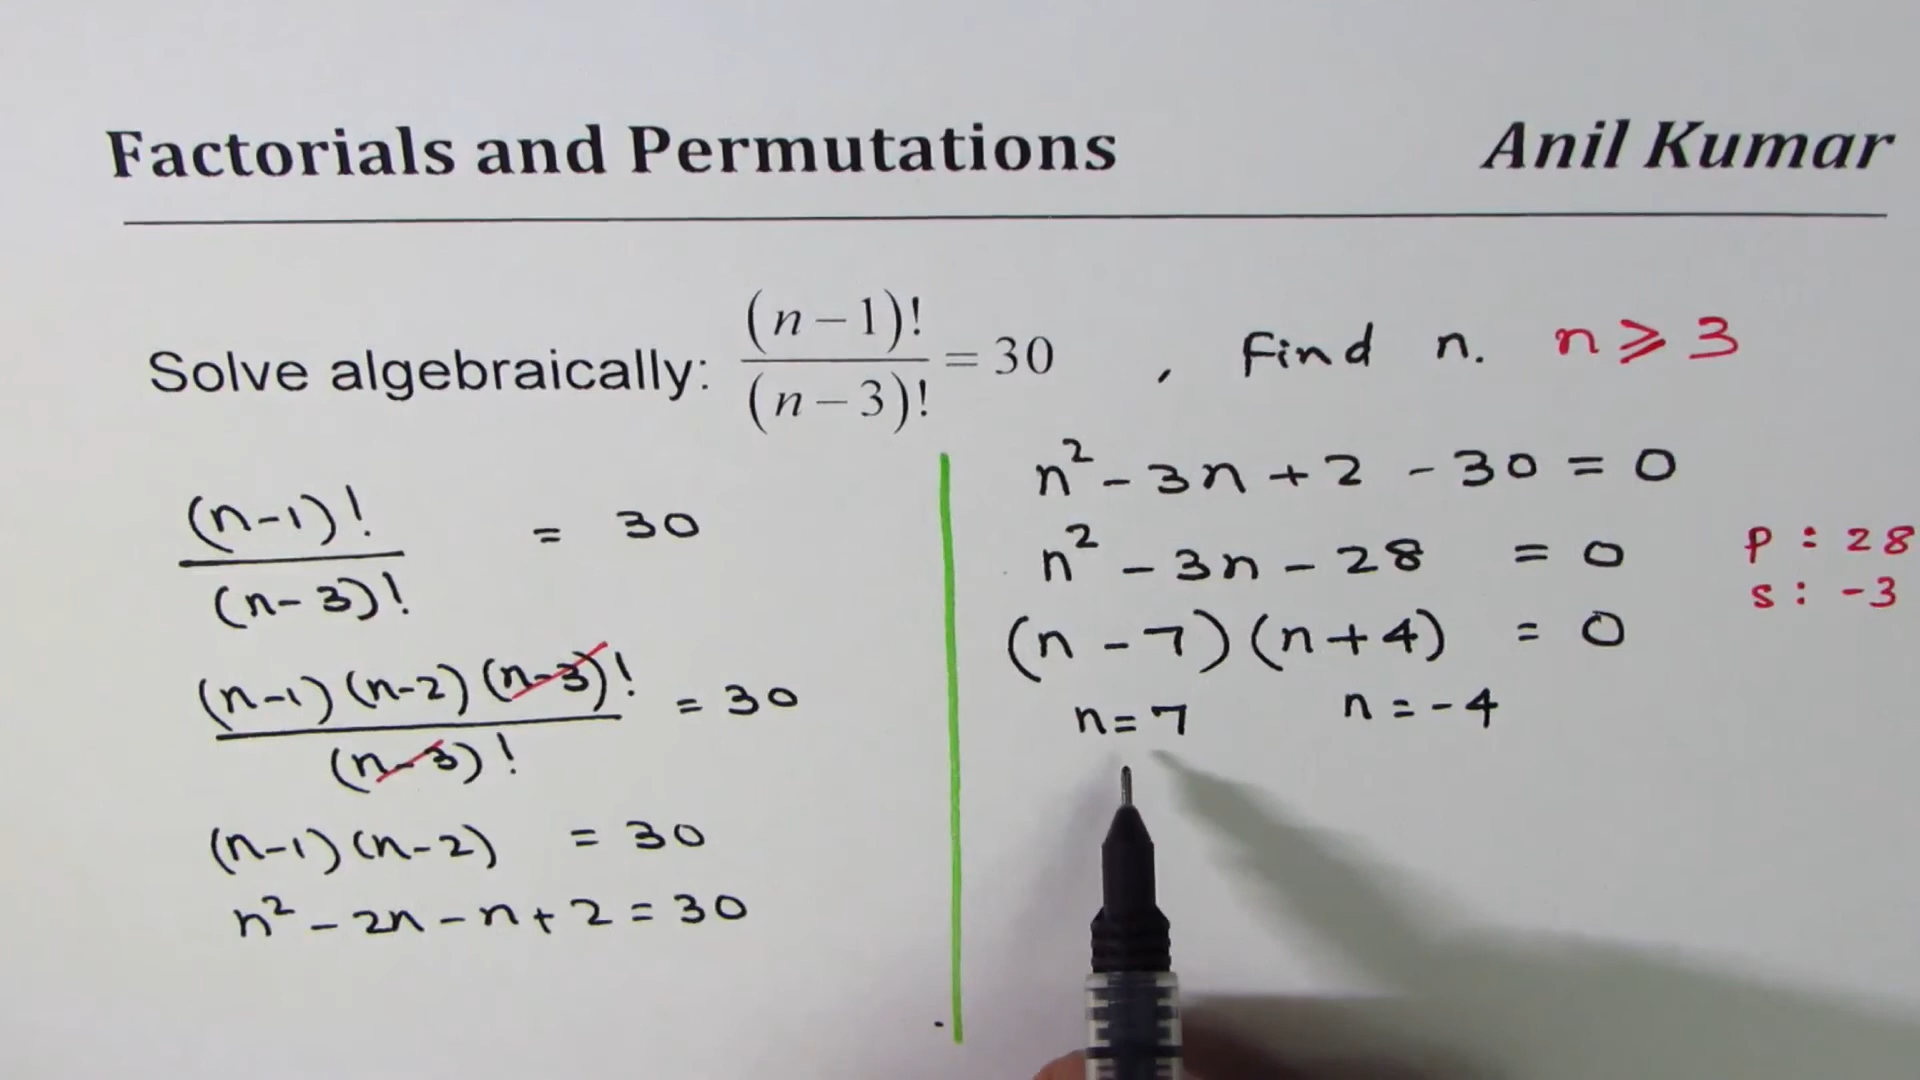 Factorials and Permutations
Anil Kumar
Solve algebraically: (n-1)!/(n-3)! = 30 , Find n. n ≥ 3
(n-1)!/(n-3)! = 30
(n-1)(n-2)(n-3)!/(n-3)! = 30
(n-1)(n-2) = 30
n² - 2n - n + 2 = 30
n² - 3n + 2 - 30 = 0
n² - 3n - 28 = 0
(n - 7)(n + 4) = 0
n = 7 n = -4
P : 28
S : -3